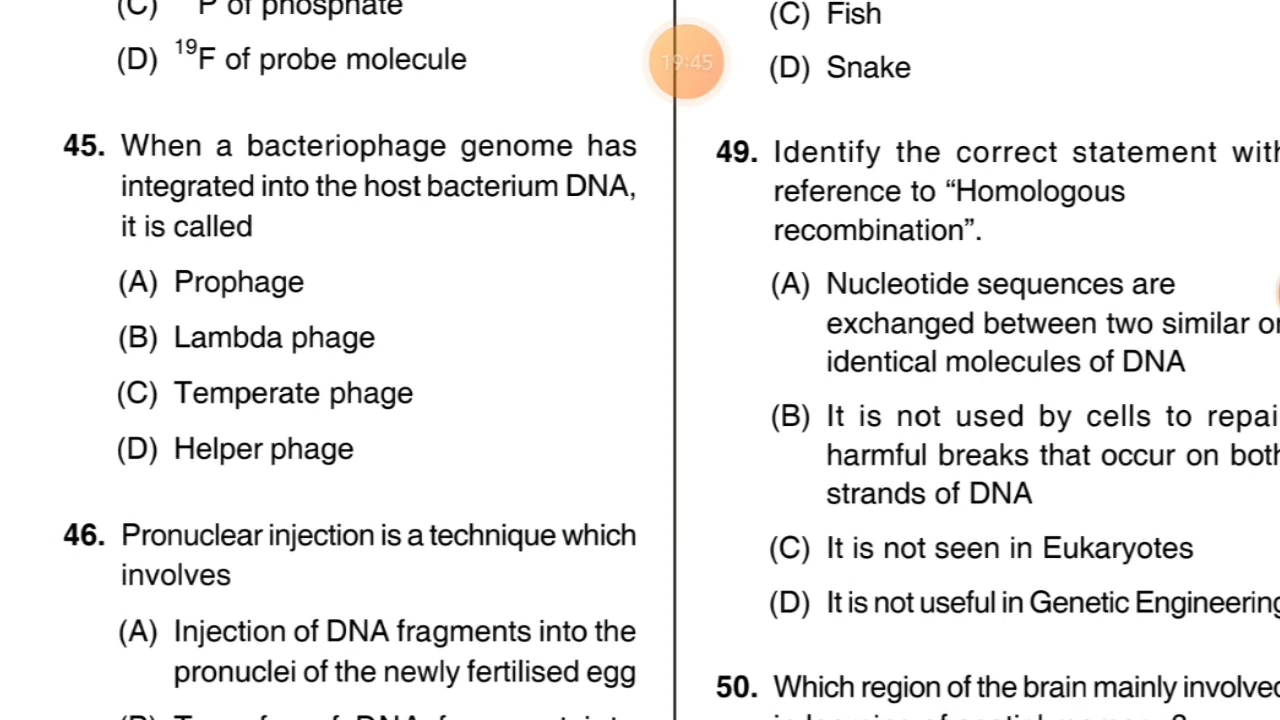 (C) P of phosphate
(D) ¹⁹F of probe molecule
45. When a bacteriophage genome has
integrated into the host bacterium DNA,
it is called
(A) Prophage
(B) Lambda phage
(C) Temperate phage
(D) Helper phage
46. Pronuclear injection is a technique which
involves
(A) Injection of DNA fragments into the
pronuclei of the newly fertilised egg
19:45
(C) Fish
(D) Snake
49. Identify the correct statement with
reference to “Homologous
recombination”.
(A) Nucleotide sequences are
exchanged between two similar or
identical molecules of DNA
(B) It is not used by cells to repai
harmful breaks that occur on both
strands of DNA
(C) It is not seen in Eukaryotes
(D) It is not useful in Genetic Engineering
50. Which region of the brain mainly involved